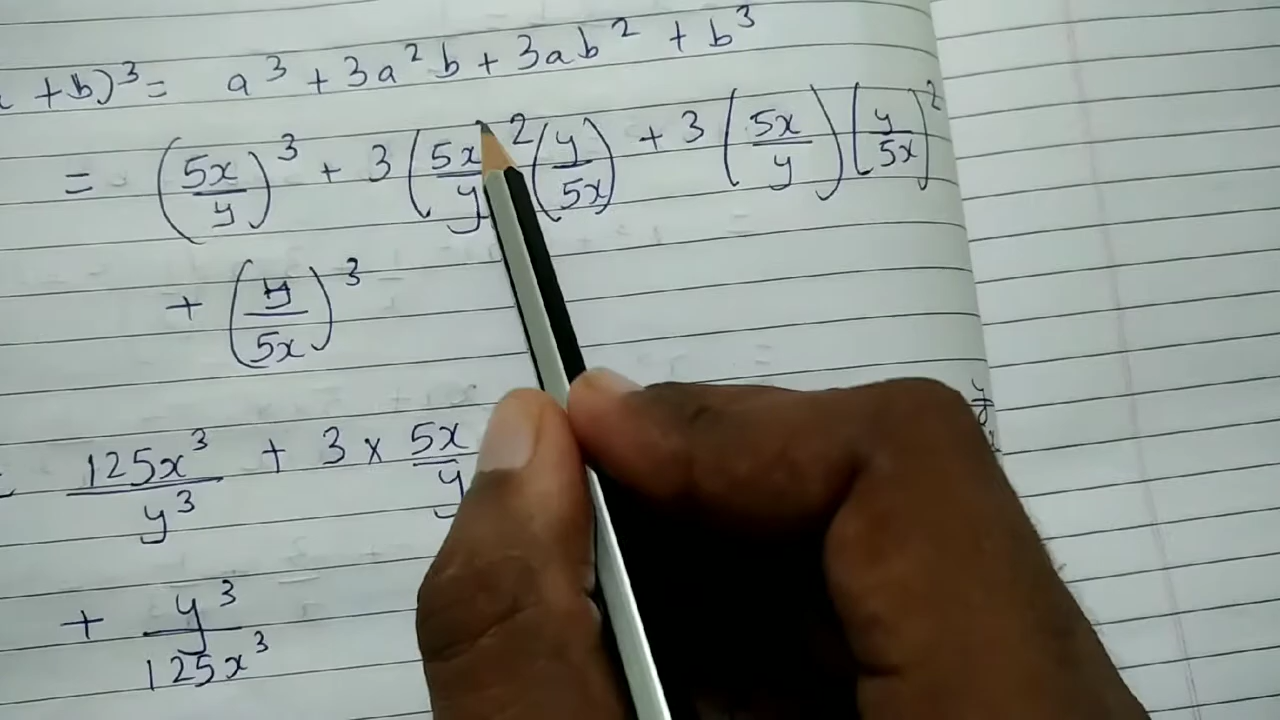 +b)³ = a³ + 3a²b + 3ab² + b³
= (5x/y)³ + 3(5x/y)²(y/5x) + 3(5x/y)(y/5x)²
+ (y/5x)³
125x³/y³ + 3 × 5x/y
+ y³/125x³